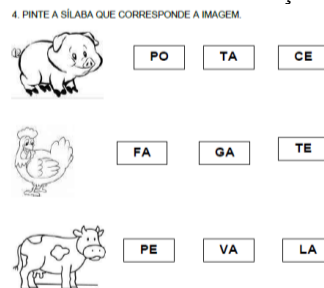 4. PINTE A SÍLABA QUE CORRESPONDE A IMAGEM.
PO TA CE
FA GA TE
PE VA LA